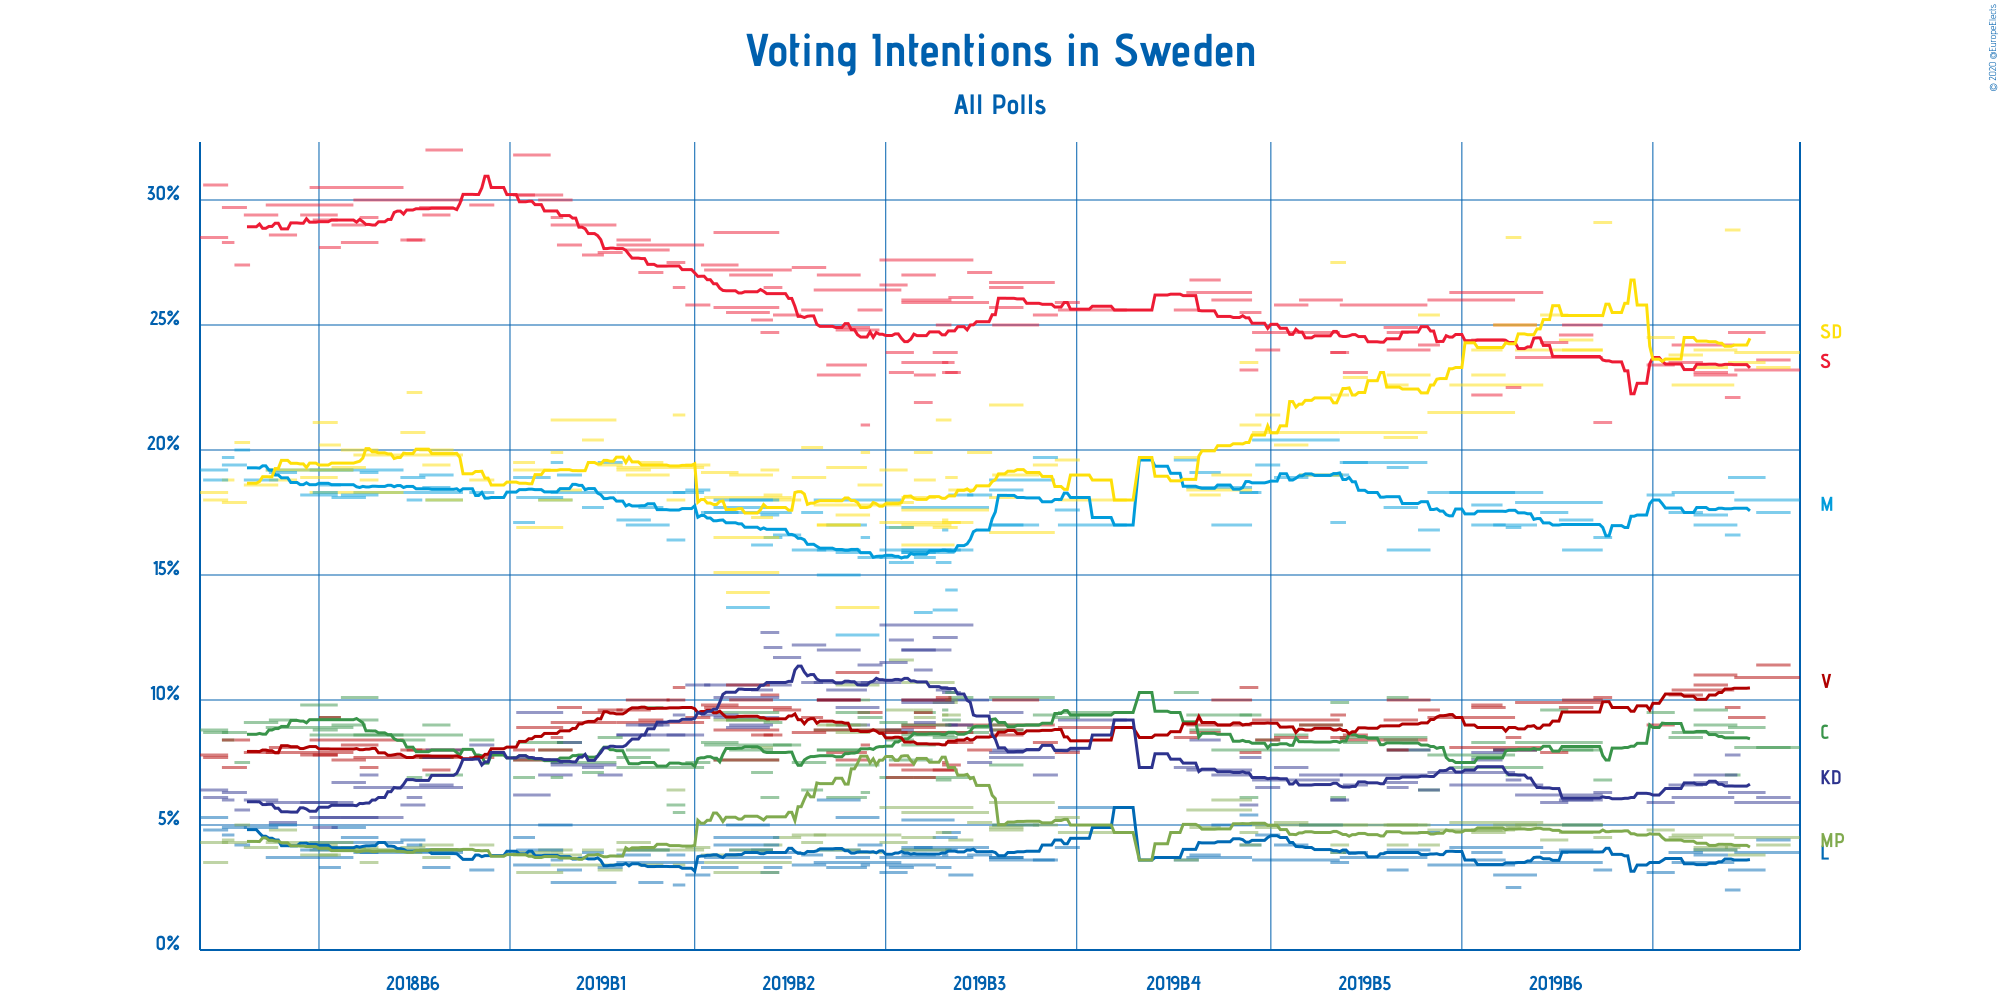 © 2020 @EuropeElects
Voting Intentions in Sweden
All Polls
30%
25%
20%
15%
10%
5%
0%
SD
S
M
V
C
KD
MP
L
2018B6 2019B1 2019B2 2019B3 2019B4 2019B5 2019B6